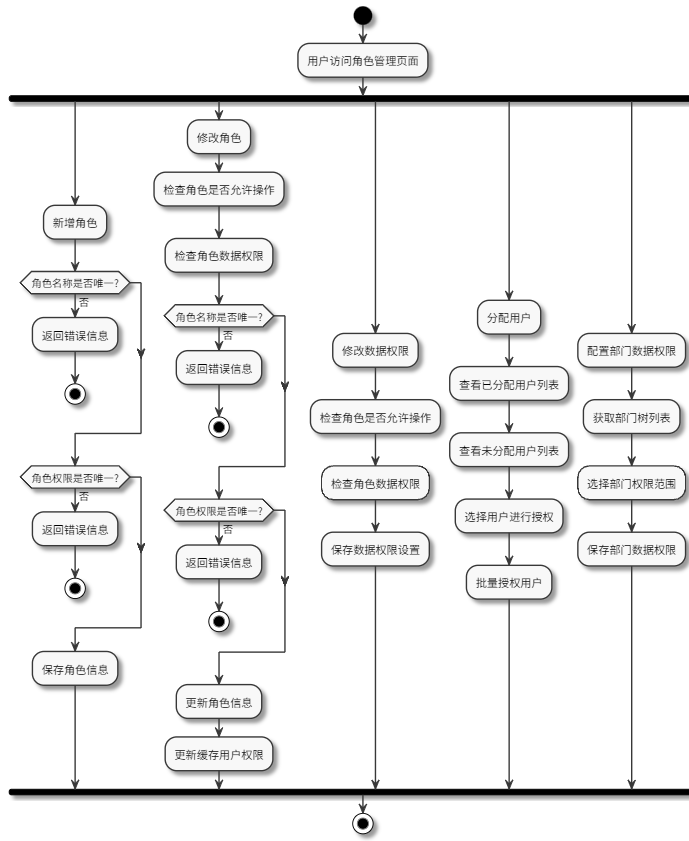 用户访问角色管理页面
新增角色
角色名称是否唯一?
否
返回错误信息
角色权限是否唯一?
否
返回错误信息
保存角色信息
修改角色
检查角色是否允许操作
检查角色数据权限
角色名称是否唯一?
否
返回错误信息
角色权限是否唯一?
否
返回错误信息
更新角色信息
更新缓存用户权限
修改数据权限
检查角色是否允许操作
检查角色数据权限
保存数据权限设置
分配用户
查看已分配用户列表
查看未分配用户列表
选择用户进行授权
批量授权用户
配置部门数据权限
获取部门树列表
选择部门权限范围
保存部门数据权限